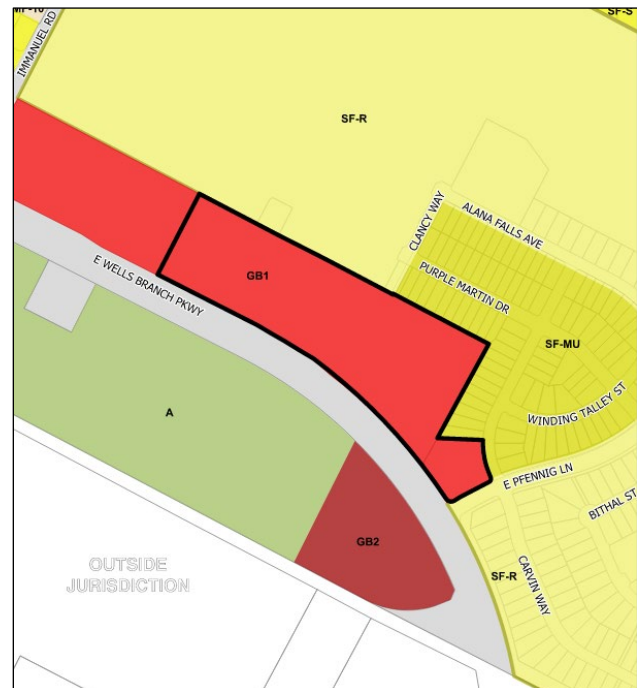 SF-S
IMMANUEL RD
SF-R
CLANCY WAY
ALANA FALLS AVE
GB1
PURPLE MARTIN DR
E WELLS BRANCH PKWY
SF-MU
A
WINDING TALLEY ST
E PFENNIG LN
BITHAL ST
GB2
OUTSIDE
JURISDICTION
SF-R
CARVIN WAY